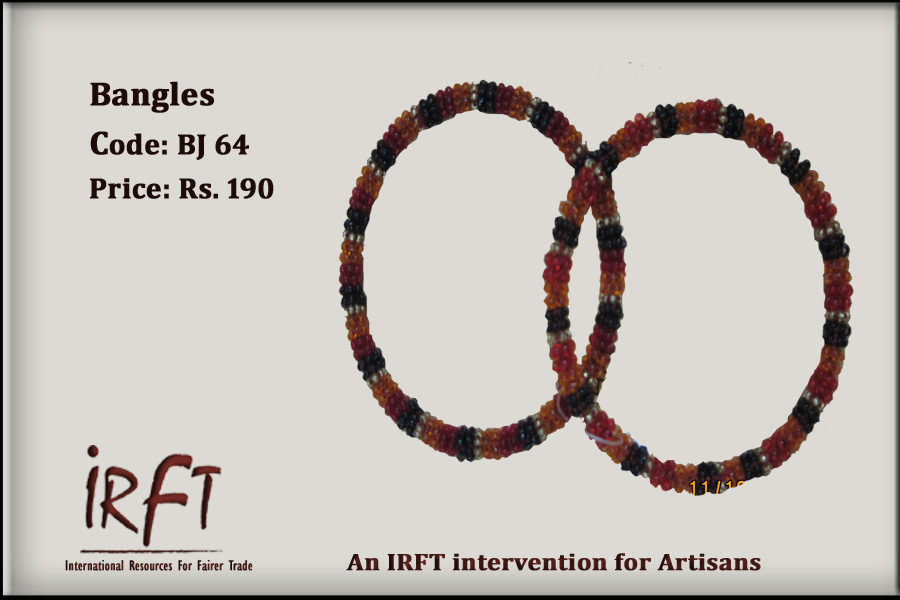 Bangles
Code: BJ 64
Price: Rs. 190
iRFT
International Resources For Fairer Trade
An IRFT intervention for Artisans